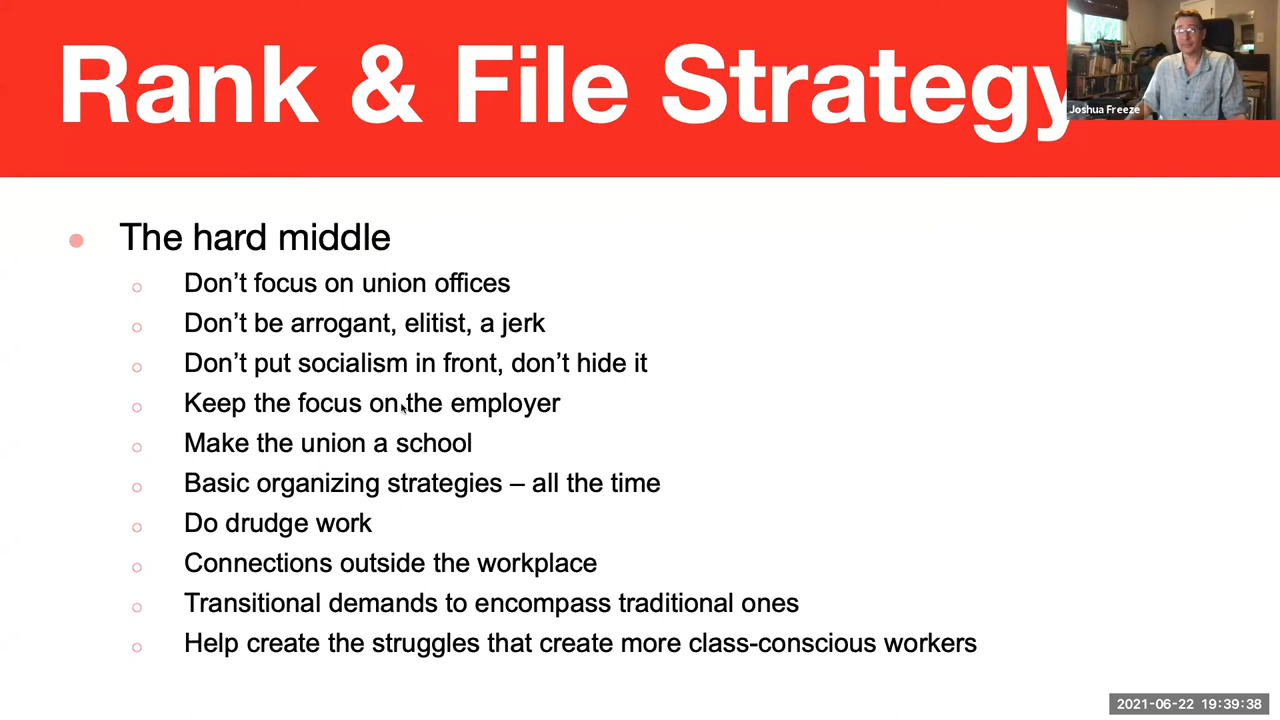 Rank & File Strategy
Joshua Freeze
The hard middle
Don’t focus on union offices
Don’t be arrogant, elitist, a jerk
Don’t put socialism in front, don’t hide it
Keep the focus on the employer
Make the union a school
Basic organizing strategies – all the time
Do drudge work
Connections outside the workplace
Transitional demands to encompass traditional ones
Help create the struggles that create more class-conscious workers
2021-06-22 19:39:38